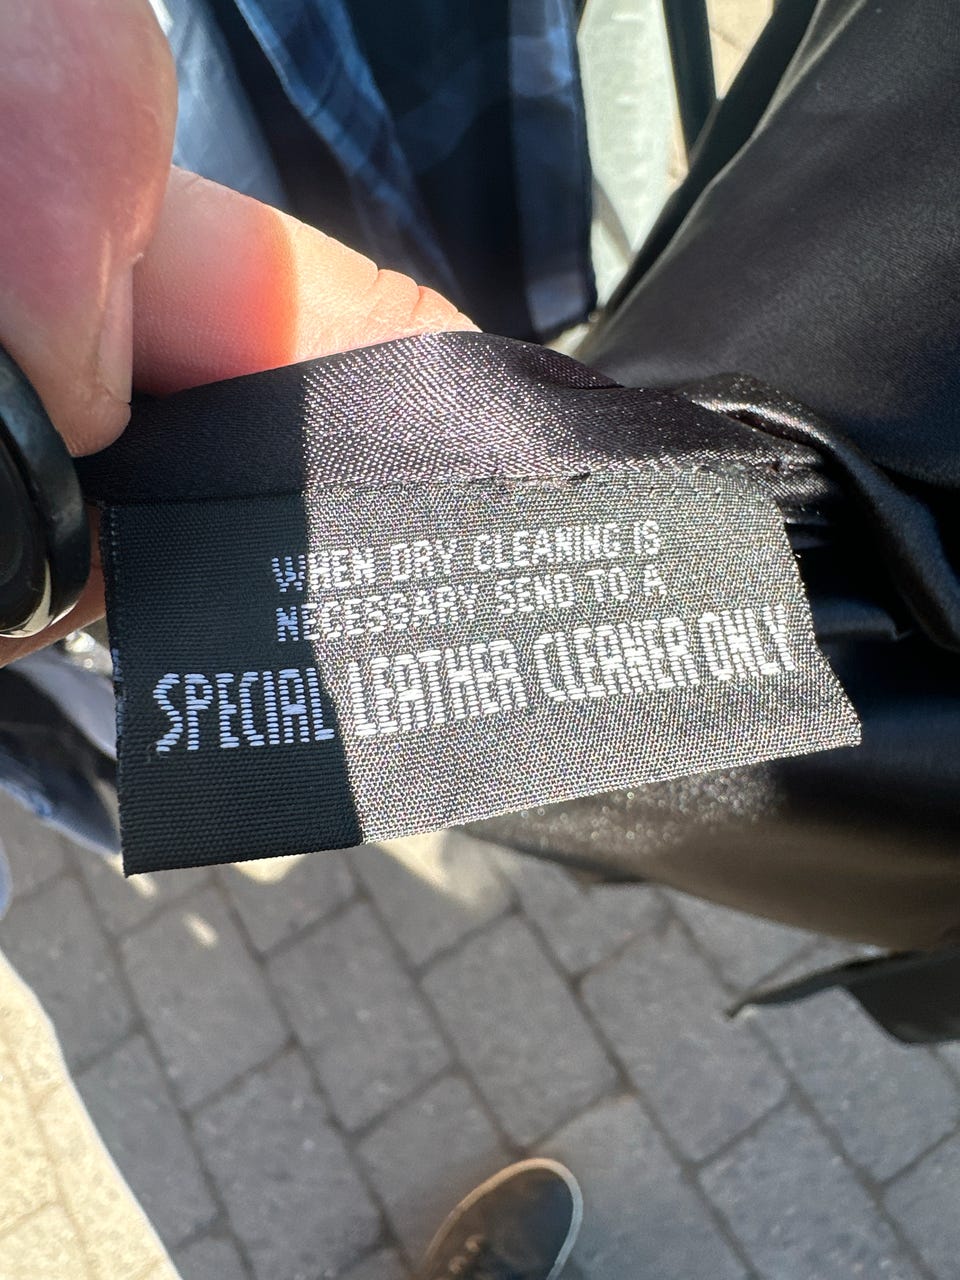 WHEN DRY CLEANING IS
NECESSARY SEND TO A
SPECIAL LEATHER CLEANER ONLY